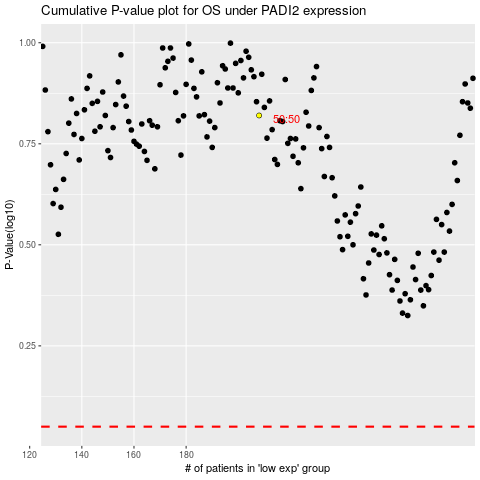 Cumulative P-value plot for OS under PADI2 expression
1.00
0.75
0.50
0.25
P-Value(log10)
50:50
120 140 160 180
# of patients in 'low exp' group